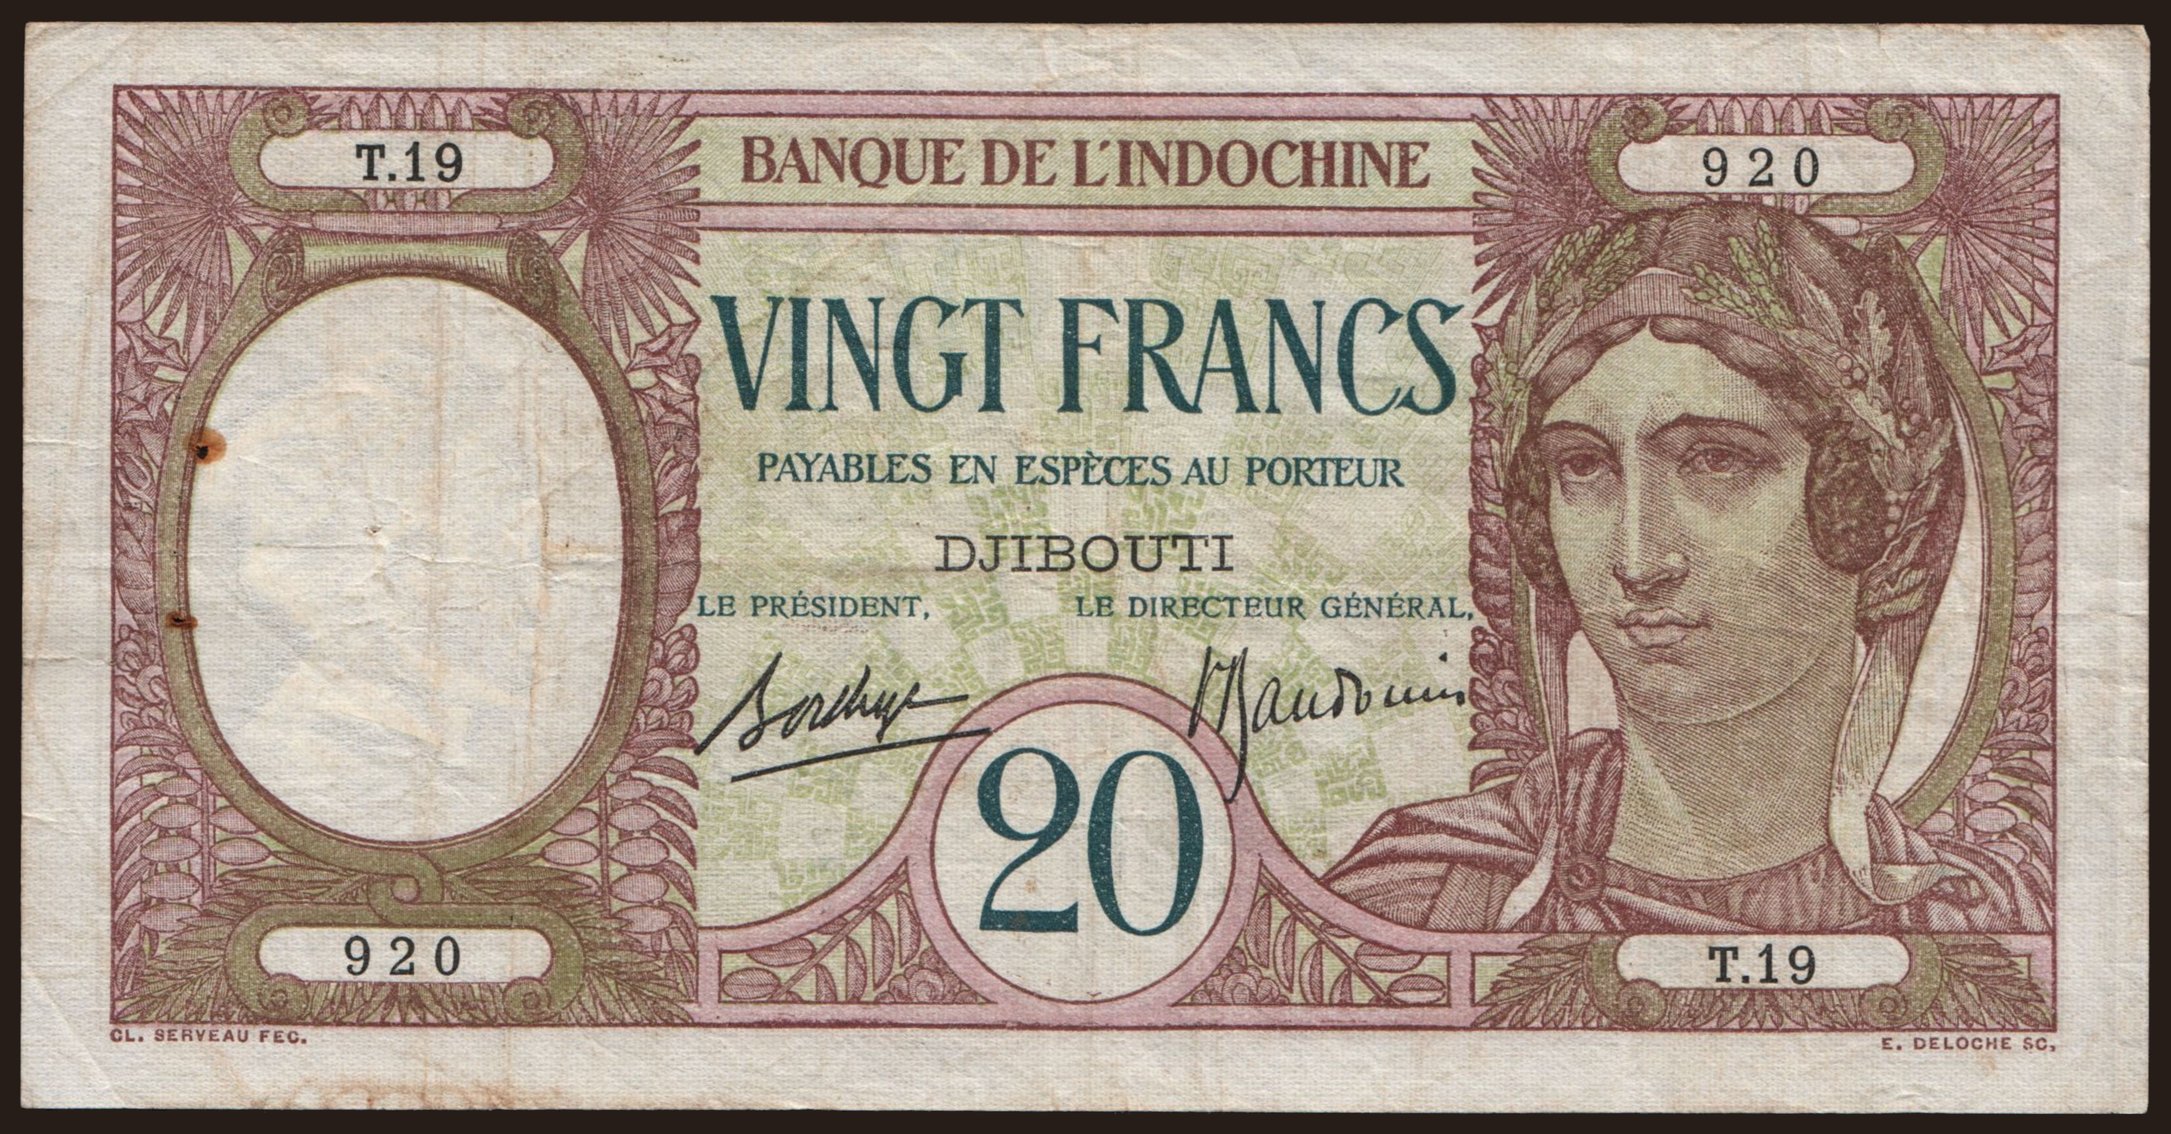 T.19
920
BANQUE DE L'INDOCHINE
VINGT FRANCS
PAYABLES EN ESPÈCES AU PORTEUR
DJIBOUTI
LE PRÉSIDENT, LE DIRECTEUR GÉNÉRAL,
20
920
T.19
CL. SERVEAU FEC.
E. DELOCHE SC.